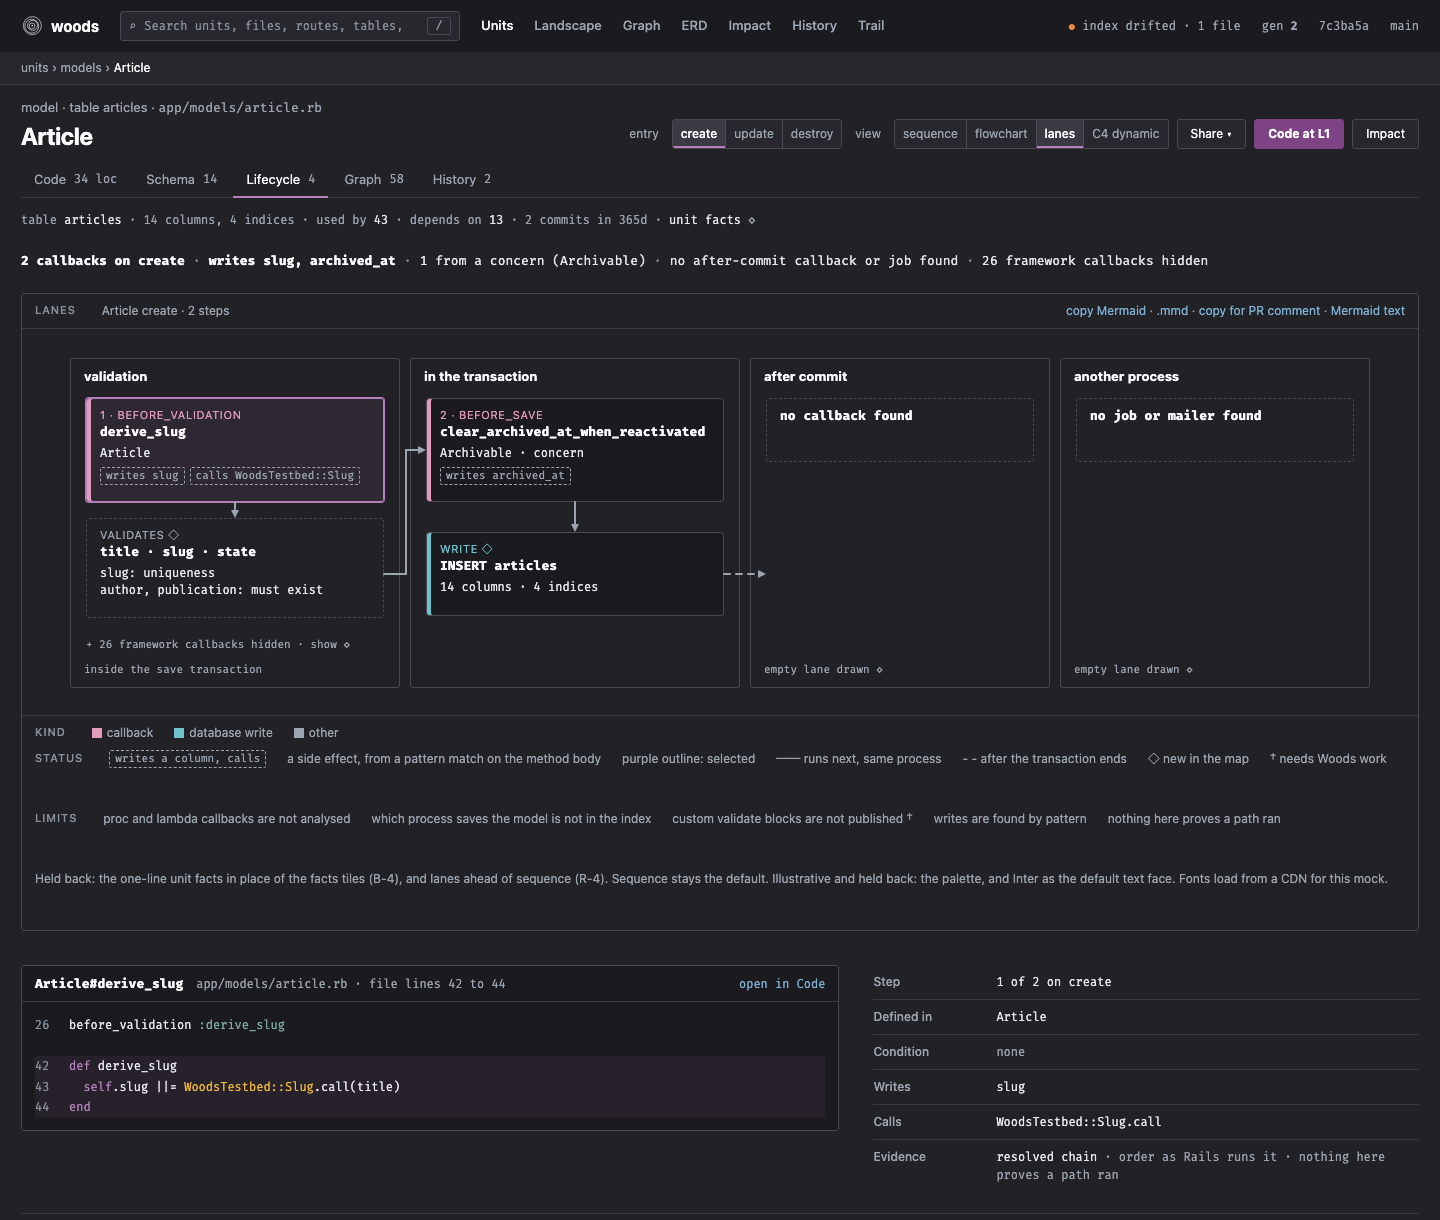 woods
⌕ Search units, files, routes, tables, /
Units Landscape Graph ERD Impact History Trail
● index drifted · 1 file gen 2 7c3ba5a main
units › models › Article
model · table articles · app/models/article.rb
Article
entry create update destroy view sequence flowchart lanes C4 dynamic Share ▾ Code at L1 Impact
Code 34 loc Schema 14 Lifecycle 4 Graph 58 History 2
table articles · 14 columns, 4 indices · used by 43 · depends on 13 · 2 commits in 365d · unit facts ⋄
2 callbacks on create · writes slug, archived_at · 1 from a concern (Archivable) · no after-commit callback or job found · 26 framework callbacks hidden
LANES Article create · 2 steps
copy Mermaid · .mmd · copy for PR comment · Mermaid text
validation
1 · BEFORE_VALIDATION
derive_slug
Article
writes slug calls WoodsTestbed::Slug
VALIDATES ◇
title · slug · state
slug: uniqueness
author, publication: must exist
+ 26 framework callbacks hidden · show ⋄
inside the save transaction
in the transaction
2 · BEFORE_SAVE
clear_archived_at_when_reactivated
Archivable · concern
writes archived_at
WRITE ◇
INSERT articles
14 columns · 4 indices
after commit
no callback found
empty lane drawn ⋄
another process
no job or mailer found
empty lane drawn ⋄
KIND callback database write other
STATUS writes a column, calls a side effect, from a pattern match on the method body purple outline: selected —— runs next, same process - - after the transaction ends ◇ new in the map † needs Woods work
LIMITS proc and lambda callbacks are not analysed which process saves the model is not in the index custom validate blocks are not published † writes are found by pattern nothing here proves a path ran
Held back: the one-line unit facts in place of the facts tiles (B-4), and lanes ahead of sequence (R-4). Sequence stays the default. Illustrative and held back: the palette, and Inter as the default text face. Fonts load from a CDN for this mock.
Article#derive_slug app/models/article.rb · file lines 42 to 44 open in Code
26 before_validation :derive_slug
42 def derive_slug
43 self.slug ||= WoodsTestbed::Slug.call(title)
44 end
Step 1 of 2 on create
Defined in Article
Condition none
Writes slug
Calls WoodsTestbed::Slug.call
Evidence resolved chain · order as Rails runs it · nothing here
proves a path ran